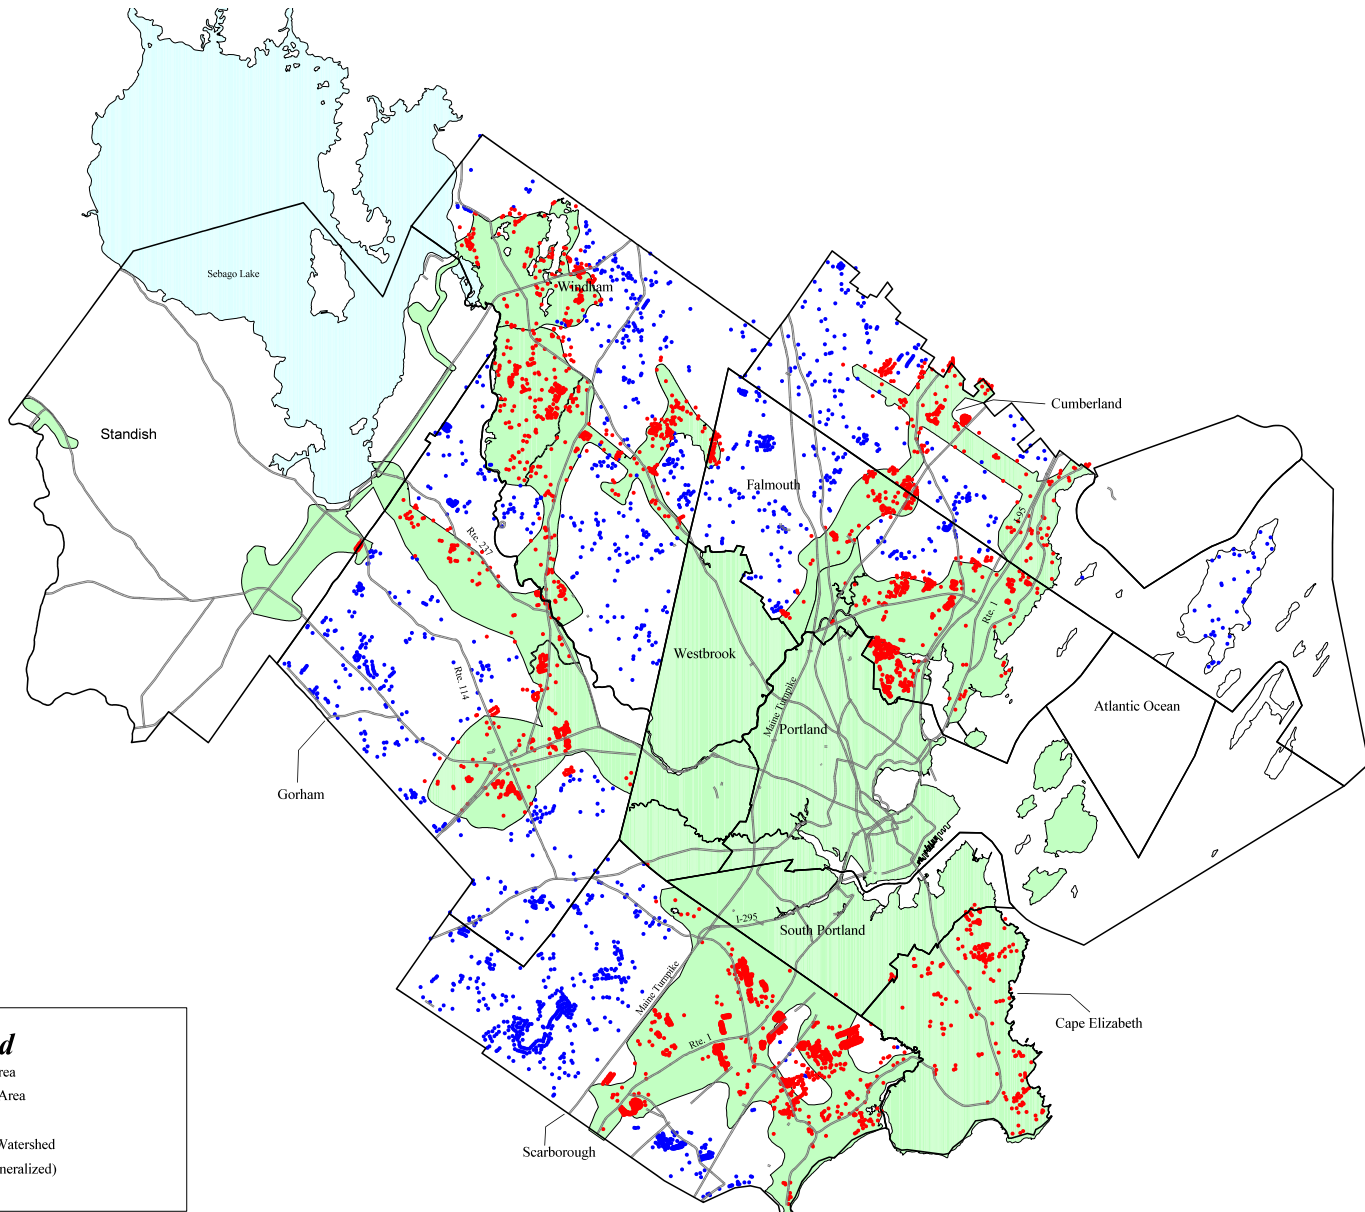 Sebago Lake
Windham
Cumberland
Standish
Falmouth
I-95
Rte. 237
Rte. 1
Westbrook
Rte. 114
Maine Turnpike
Portland
Atlantic Ocean
Gorham
I-295
South Portland
Maine Turnpike
Cape Elizabeth
Rte. 1
Scarborough
d
rea
Area
Watershed
neralized)